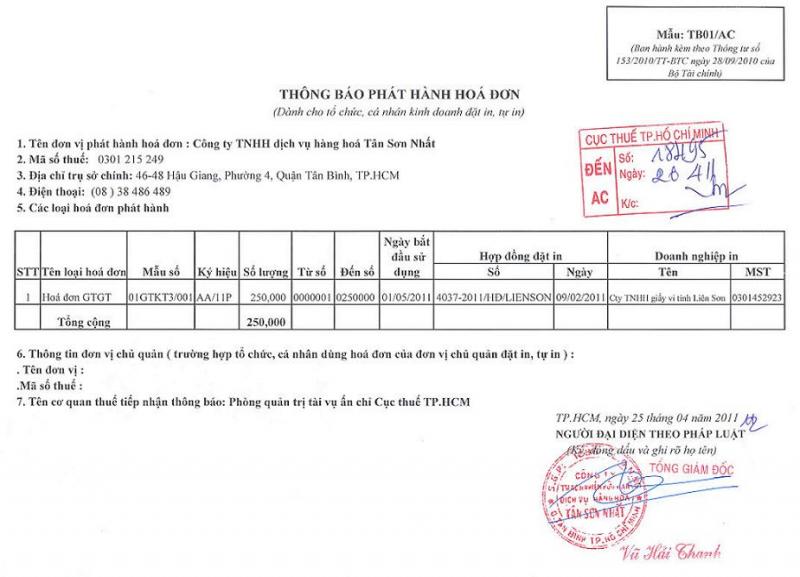 Mẫu: TB01/AC
(Ban hành kèm theo Thông tư số
153/2010/TT-BTC ngày 28/09/2010 của
Bộ Tài chính)
THÔNG BÁO PHÁT HÀNH HOÁ ĐƠN
(Dành cho tổ chức, cá nhân kinh doanh đặt in, tự in)
1. Tên đơn vị phát hành hoá đơn : Công ty TNHH dịch vụ hàng hoá Tân Sơn Nhất
2. Mã số thuế: 0301 215 249
3. Địa chỉ trụ sở chính: 46-48 Hậu Giang, Phường 4, Quận Tân Bình, TP.HCM
4. Điện thoại: (08 ) 38 486 489
5. Các loại hoá đơn phát hành
CỤC THUẾ TP.HỒ CHÍ MINH
ĐẾN
AC
Số: 18495
Ngày:
K/c:
STT Tên loại hoá đơn Mẫu số Ký hiệu Số lượng Từ số Đến số Ngày bắt đầu sử dụng Hợp đồng đặt in Số Ngày Doanh nghiệp in Tên MST
1 Hoá đơn GTGT 01GTKT3/001 AA/11P 250,000 0000001 0250000 01/05/2011 4037-2011/HD/LIENSON 09/02/2011 Cty TNHH giấy vi tính Liên Sơn 0301452923
Tổng cộng 250,000
6. Thông tin đơn vị chủ quản ( trường hợp tổ chức, cá nhân dùng hoá đơn của đơn vị chủ quản đặt in, tự in ) :
. Tên đơn vị :
.Mã số thuế :
7. Tên cơ quan thuế tiếp nhận thông báo: Phòng quản trị tài vụ ấn chỉ Cục thuế TP.HCM
TP.HCM, ngày 25 tháng 04 năm 2011
NGƯỜI ĐẠI DIỆN THEO PHÁP LUẬT
(Ký, đóng dấu và ghi rõ họ tên)
TỔNG GIÁM ĐỐC
CÔNG TY
TRÁCH NHIỆM HỮU HẠN
DỊCH VỤ HÀNG HÓA
TÂN SƠN NHẤT
Q.TÂN BÌNH TP.HỒ CHÍ MINH
Vũ Hải Thanh